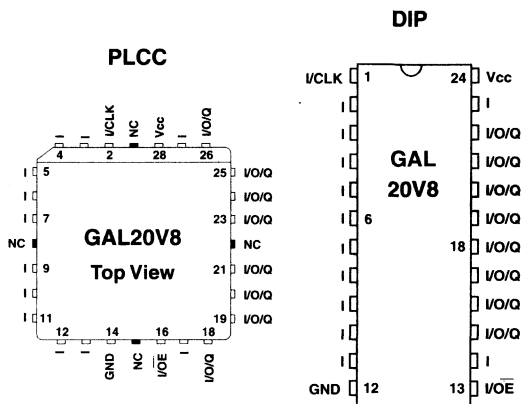 PLCC
I I I/CLK NC Vcc I I/O/Q
4 2 28 26
I 5 25 I/O/Q
I I/O/Q
I 7 23 I/O/Q
NC GAL20V8 NC
Top View
I 9 21 I/O/Q
I I/O/Q
I 11 19 I/O/Q
12 14 16 18
I I GND NC I/O̅E̅ I I/O/Q
DIP
I/CLK 1 24 Vcc
I I
I I/O/Q
I GAL I/O/Q
I 20V8 I/O/Q
I 6 I/O/Q
I 18 I/O/Q
I I/O/Q
I I/O/Q
I I/O/Q
I I
GND 12 13 I/O̅E̅